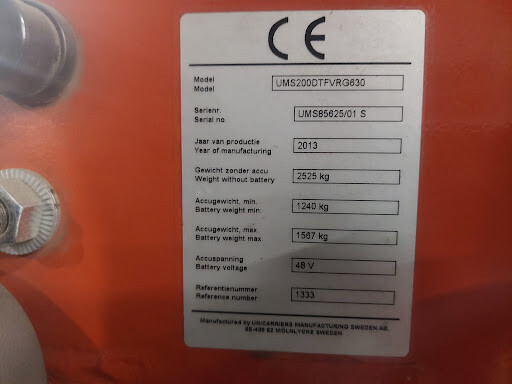 CE
Model
Model UMS200DTFVRG630
Serienr.
Serial no. UMS85625/01 S
Jaar van productie
Year of manufacturing 2013
Gewicht zonder accu
Weight without battery 2525 kg
Accugewicht, min.
Battery weight min. 1240 kg
Accugewicht, max.
Battery weight max. 1567 kg
Accuspanning
Battery voltage 48 V
Referentienummer
Reference number 1333
Manufactured by UNICARRIERS MANUFACTURING SWEDEN AB,
SE-435 82 MÖLNLYCKE SWEDEN